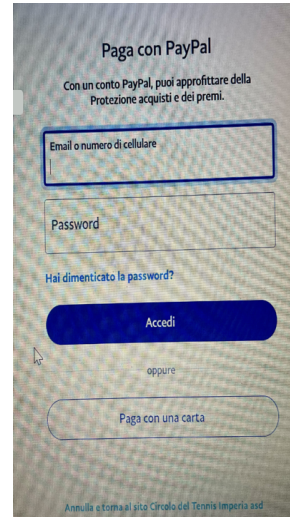 Paga con PayPal
Con un conto PayPal, puoi approfittare della
Protezione acquisti e dei premi.
Email o numero di cellulare
Password
Hai dimenticato la password?
Accedi
oppure
Paga con una carta
Annulla e torna al sito Circolo del Tennis Imperia asd